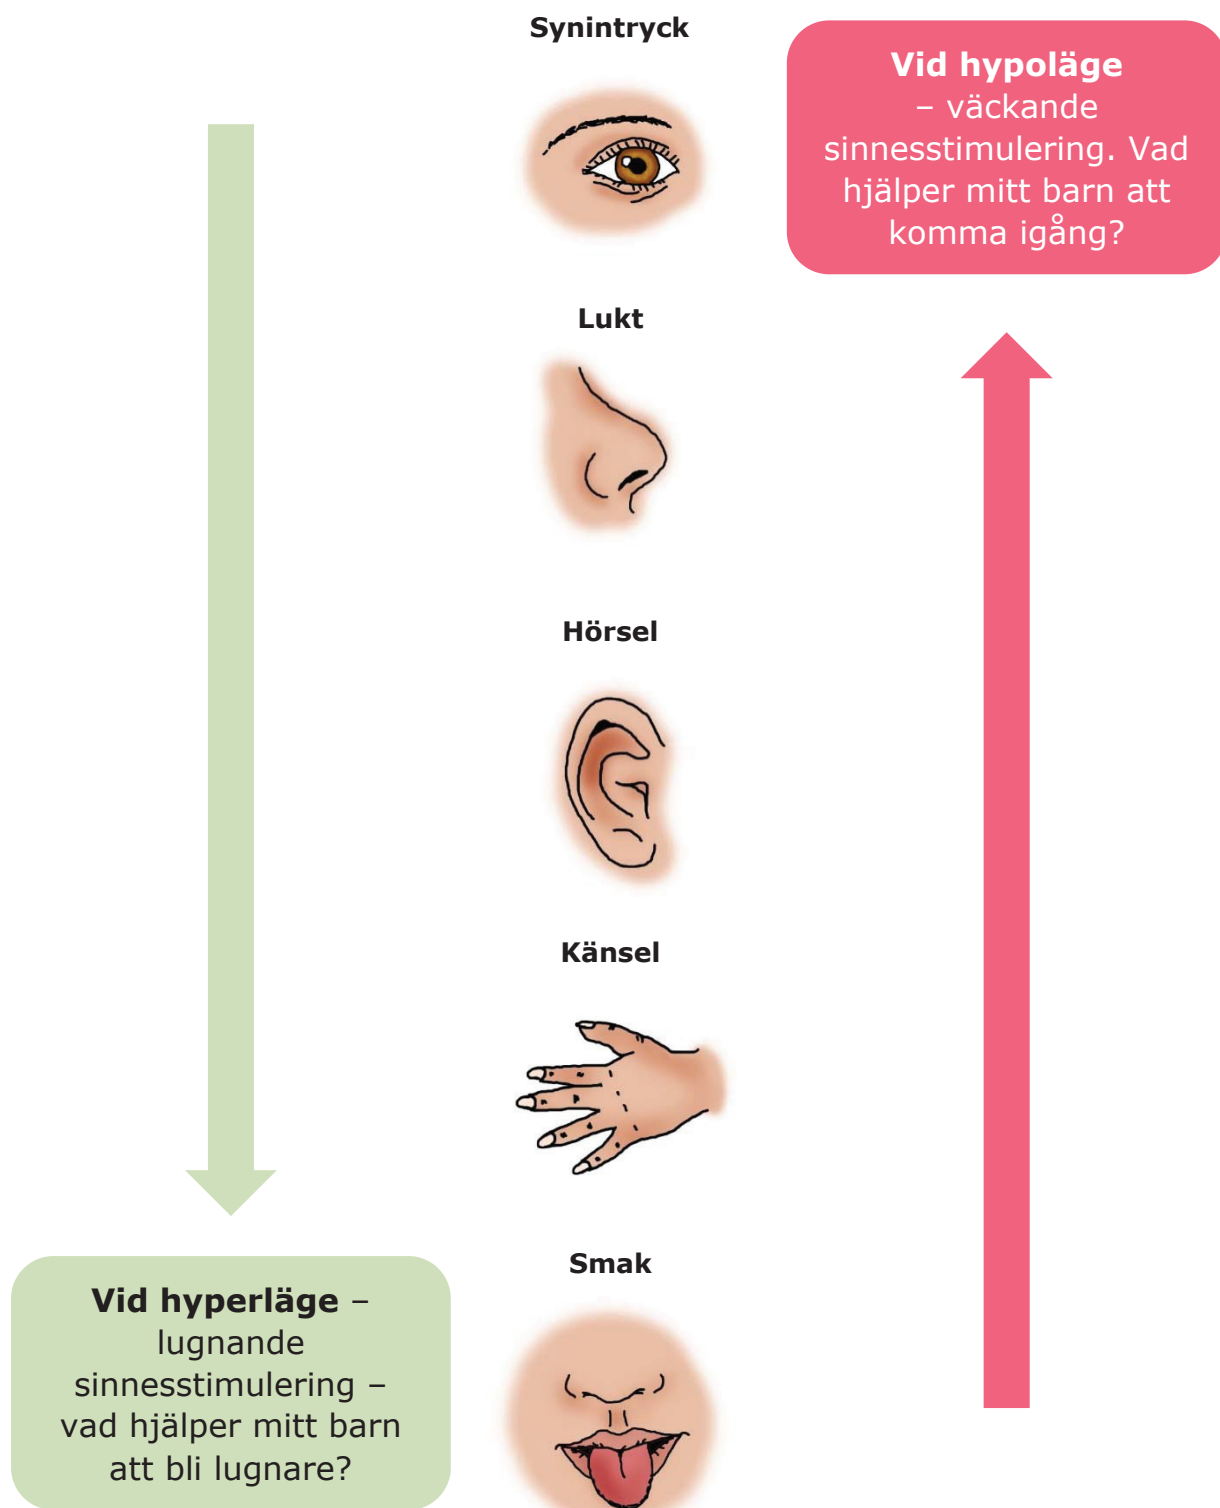 Synintryck
Vid hypoläge
– väckande
sinnesstimulering. Vad
hjälper mitt barn att
komma igång?
Lukt
Hörsel
Känsel
Smak
Vid hyperläge –
lugnande
sinnesstimulering –
vad hjälper mitt barn
att bli lugnare?